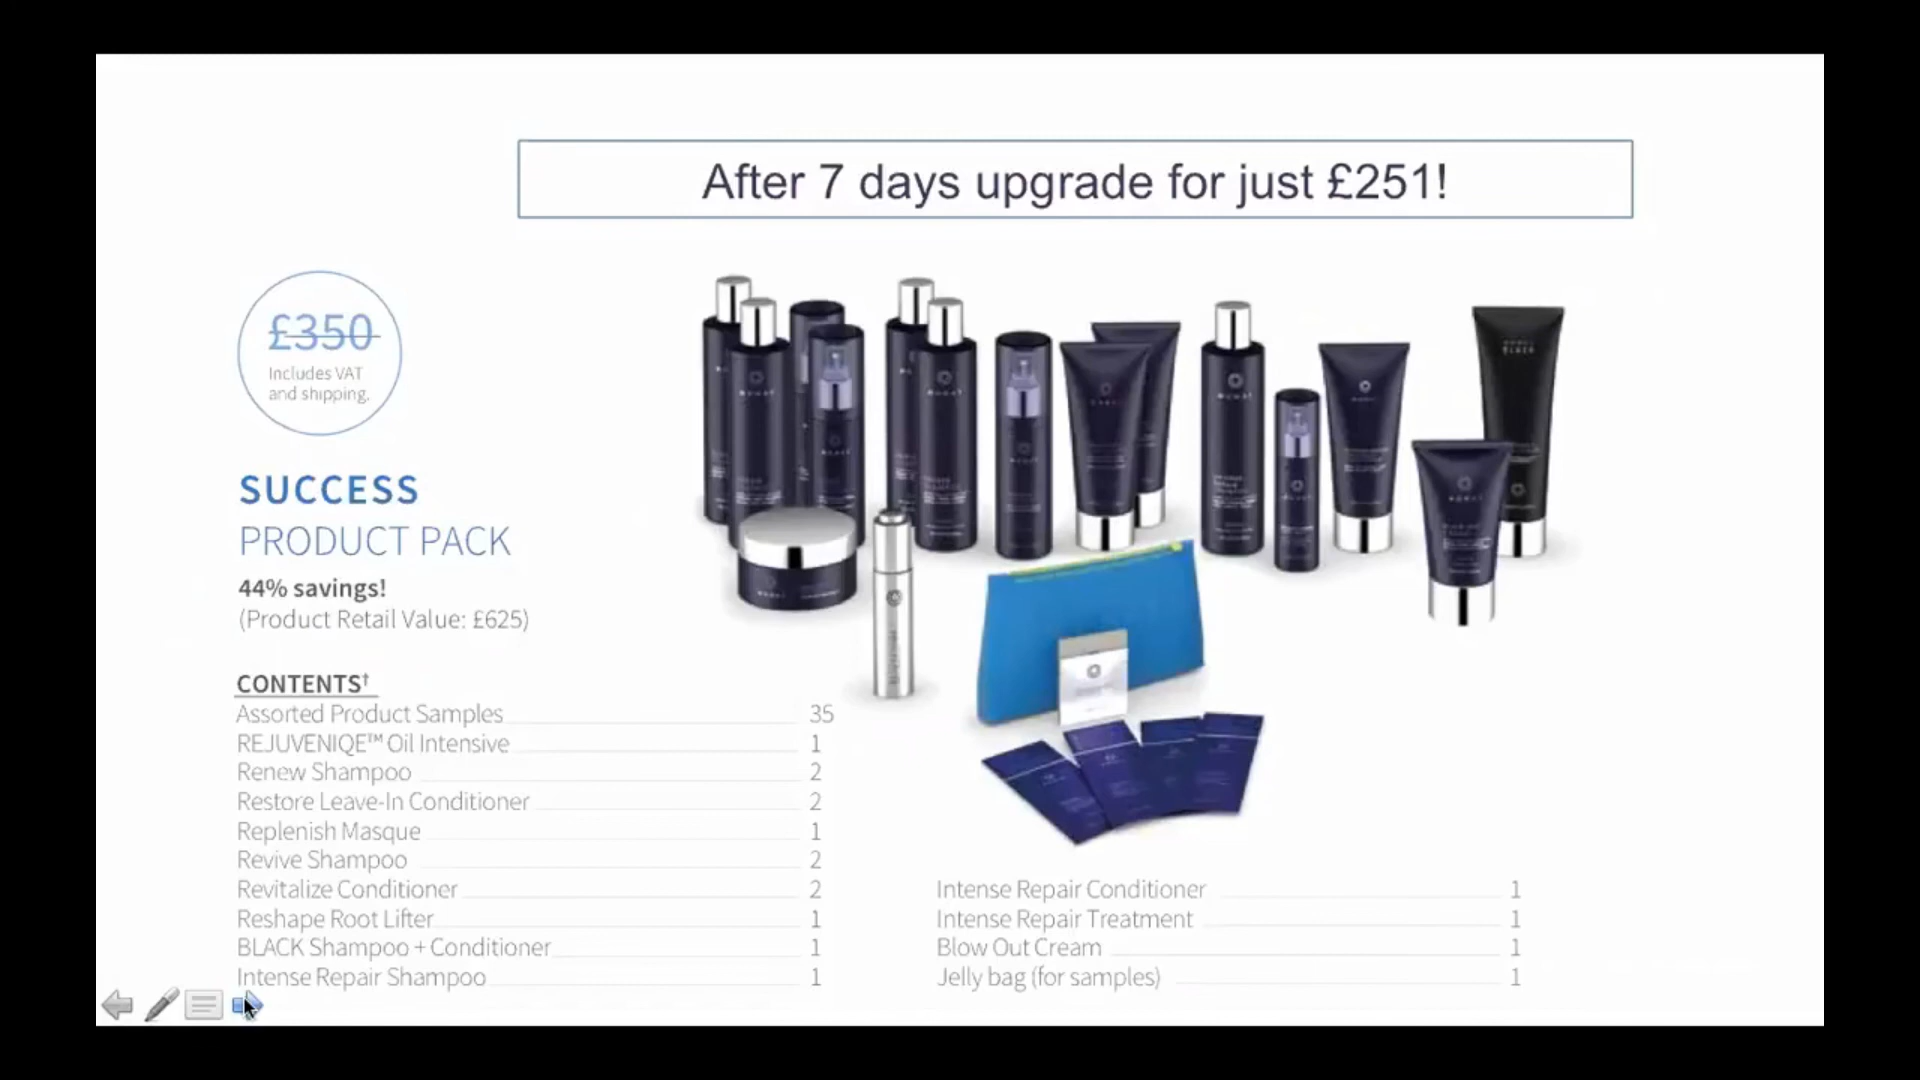 After 7 days upgrade for just £251!
£350
Includes VAT
and shipping.
SUCCESS
PRODUCT PACK
44% savings!
(Product Retail Value: £625)
CONTENTS†
Assorted Product Samples 35
REJUVENIQE™ Oil Intensive 1
Renew Shampoo 2
Restore Leave-In Conditioner 2
Replenish Masque 1
Revive Shampoo 2
Revitalize Conditioner 2
Reshape Root Lifter 1
BLACK Shampoo + Conditioner 1
Intense Repair Shampoo 1
Intense Repair Conditioner 1
Intense Repair Treatment 1
Blow Out Cream 1
Jelly bag (for samples) 1
MONAT
BLACK